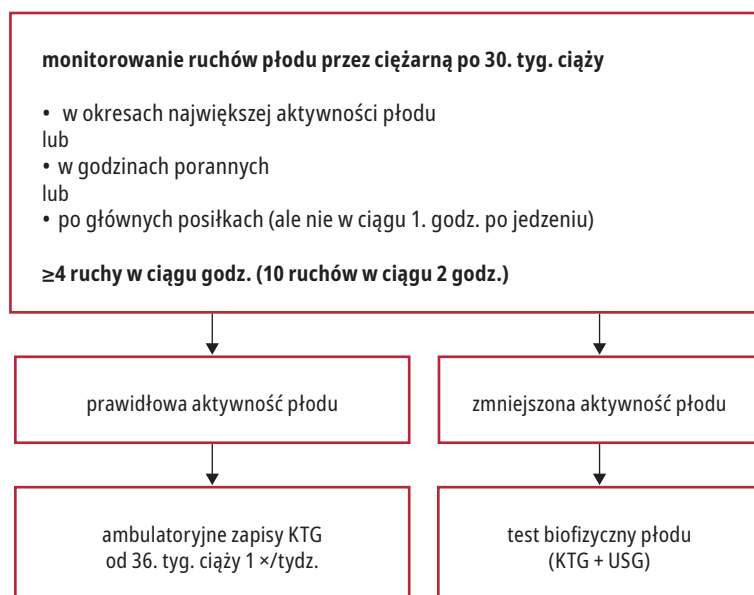 monitorowanie ruchów płodu przez ciężarną po 30. tyg. ciąży
• w okresach największej aktywności płodu
lub
• w godzinach porannych
lub
• po głównych posiłkach (ale nie w ciągu 1. godz. po jedzeniu)
≥4 ruchy w ciągu godz. (10 ruchów w ciągu 2 godz.)
prawidłowa aktywność płodu
zmniejszona aktywność płodu
ambulatoryjne zapisy KTG
od 36. tyg. ciąży 1 ×/tydz.
test biofizyczny płodu
(KTG + USG)